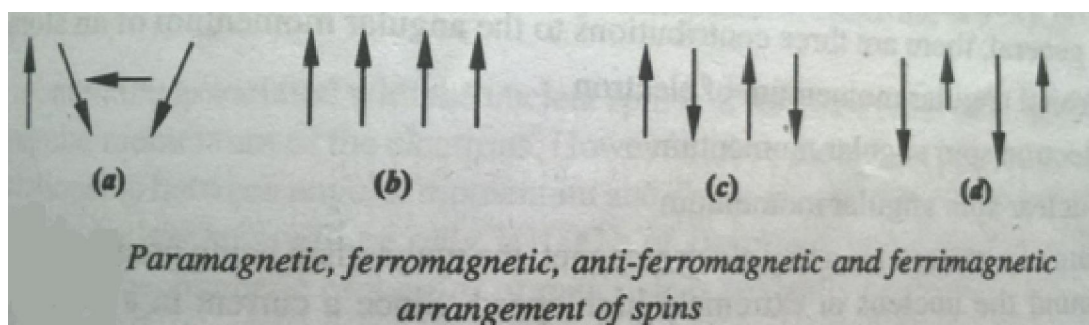 (a) (b) (c) (d)
Paramagnetic, ferromagnetic, anti-ferromagnetic and ferrimagnetic
arrangement of spins